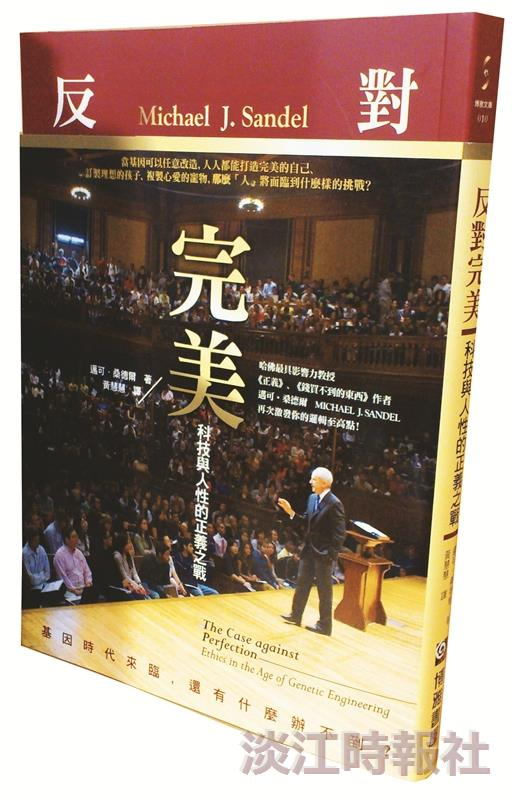 反對
Michael J. Sandel
當基因可以任意改造，人人都能打造完美的自己、
訂製理想的孩子、複製心愛的寵物，那麼『人』將面臨到什麼樣的挑戰？
完美
科技與人性的正義之戰
邁可‧桑德爾 著
黃慧慧 譯
哈佛最具影響力教授
《正義》、《錢買不到的東西》作者
邁可‧桑德爾 MICHAEL J. SANDEL
再次激發你的邏輯至高點！
The Case against
Perfection
Ethics in the Age of Genetic Engineering
基因時代來臨，還有什麼辦不到？
博雅文庫
010
反對完美
科技與人性的正義之戰
黃慧慧 譯
淡江時報社